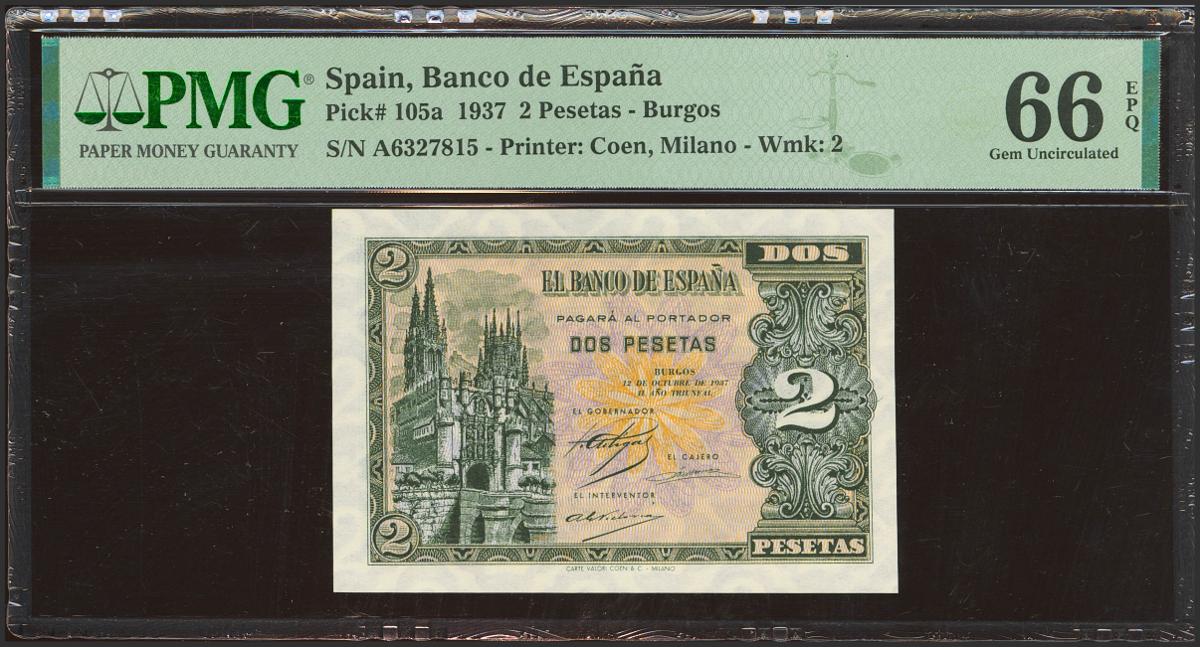 PMG®
PAPER MONEY GUARANTY
Spain, Banco de España
Pick# 105a 1937 2 Pesetas - Burgos
S/N A6327815 - Printer: Coen, Milano - Wmk: 2
66 EPQ
Gem Uncirculated
2
DOS
EL BANCO DE ESPAÑA
PAGARÁ AL PORTADOR
DOS PESETAS
BURGOS
12 DE OCTUBRE DE 1937
II AÑO TRIUNFAL
2
EL GOBERNADOR
EL CAJERO
EL INTERVENTOR
2
PESETAS
CARTE VALORI COEN & C. - MILANO